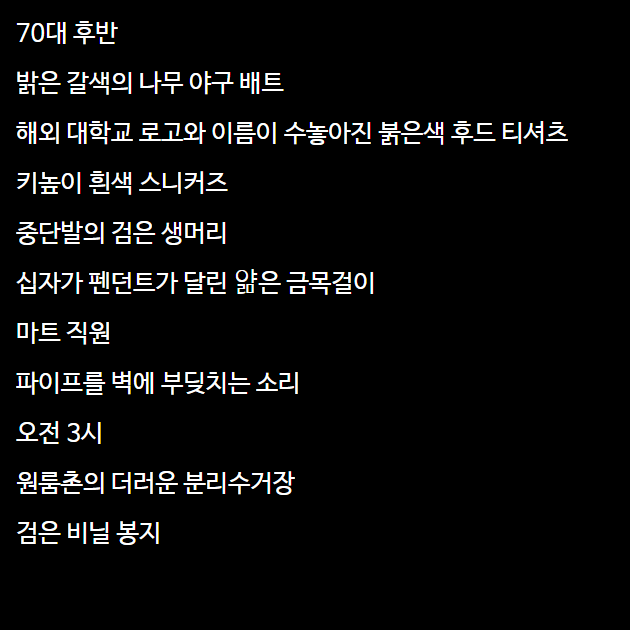 70대 후반
밝은 갈색의 나무 야구 배트
해외 대학교 로고와 이름이 수놓아진 붉은색 후드 티셔츠
키높이 흰색 스니커즈
중단발의 검은 생머리
십자가 펜던트가 달린 얇은 금목걸이
마트 직원
파이프를 벽에 부딪치는 소리
오전 3시
원룸촌의 더러운 분리수거장
검은 비닐 봉지